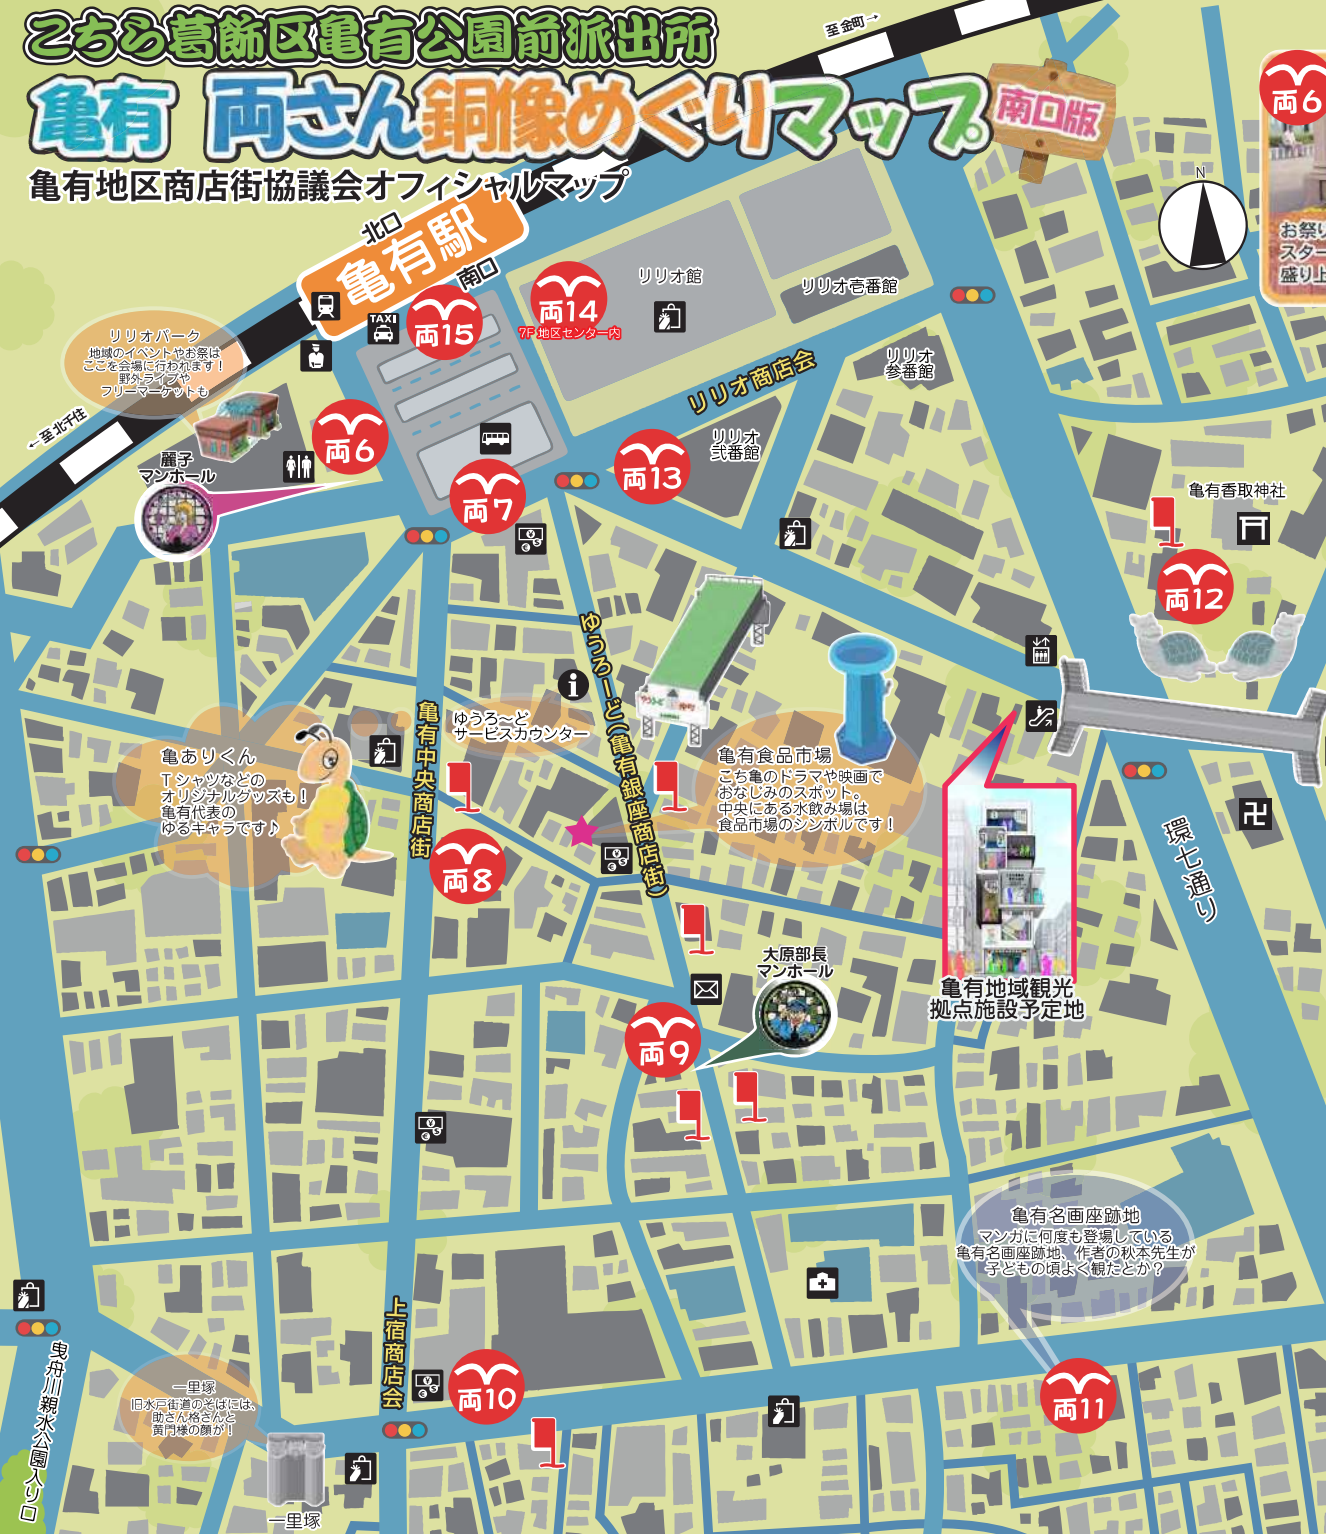 こちら葛飾区亀有公園前派出所
亀有 両さん銅像めぐりマップ
南口版
亀有地区商店街協議会オフィシャルマップ
至 金町→
N
両6
お祭り
スター
盛り上
北口
亀有駅
南口
TAXI
両15
両14
7F 地区センター内
リリオ館
リリオ壱番館
リリオ商店会
リリオ
参番館
リリオ
弐番館
リリオパーク
地域のイベントやお祭は
ここを会場に行われます！
野外ライブや
フリーマーケットも
←至 北千住
麗子
マンホール
両6
両7
両13
亀有香取神社
両12
ゆうろーど(亀有銀座商店街)
i
ゆうろ～ど
サービスカウンター
亀有中央商店街
亀ありくん
Tシャツなどの
オリジナルグッズも！
亀有代表の
ゆるキャラです♪
亀有食品市場
こち亀のドラマや映画で
おなじみのスポット。
中央にある水飲み場は
食品市場のシンボルです！
両8
環七通り
卍
大原部長
マンホール
亀有地域観光
拠点施設予定地
両9
亀有名画座跡地
マンガに何度も登場している
亀有名画座跡地、作者の秋本先生が
子どもの頃よく観たとか？
上宿商店会
両10
両11
曳舟川親水公園入り口
一里塚
旧水戸街道のそばには、
助さん格さんと
黄門様の顔が！
一里塚